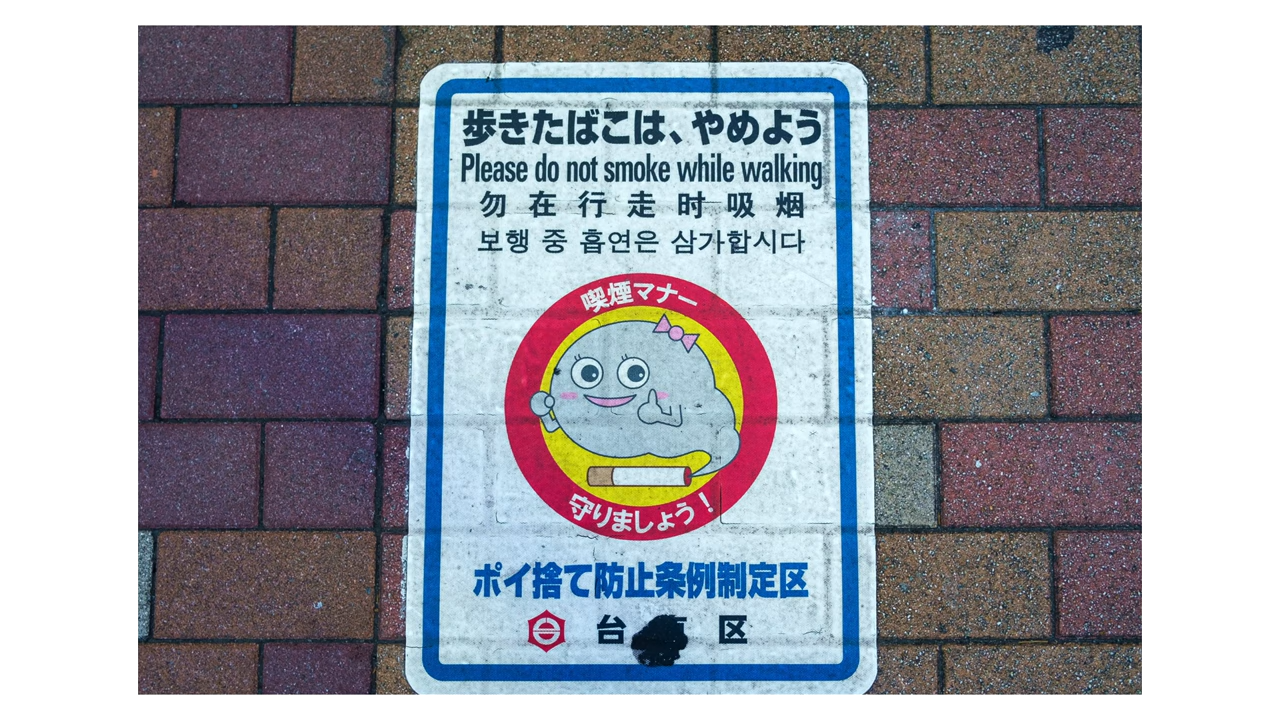 歩きたばこは、やめよう
Please do not smoke while walking
勿在行走时吸烟
보행 중 흡연은 삼가합시다
喫煙マナー
守りましょう!
ポイ捨て防止条例制定区
台 区